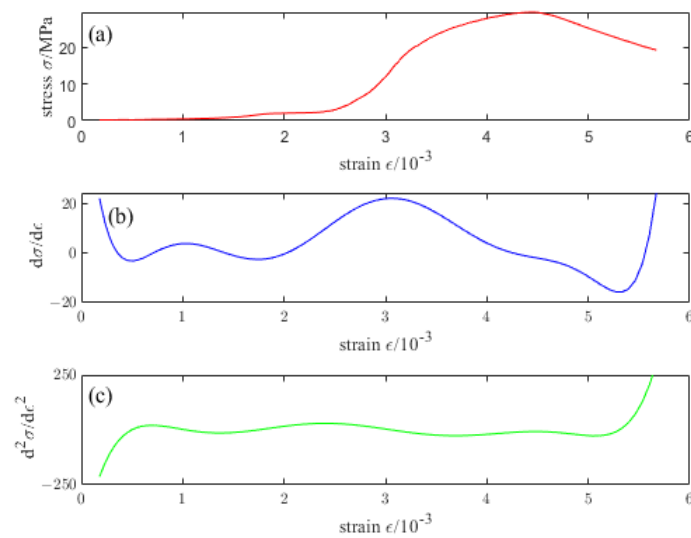 (a)
stress σ/MPa
20
10
0
0 1 2 3 4 5 6
strain ϵ/10⁻³
(b)
dσ/dϵ
20
0
−20
0 1 2 3 4 5 6
strain ϵ/10⁻³
(c)
d²σ/dϵ²
250
-250
0 1 2 3 4 5 6
strain ϵ/10⁻³